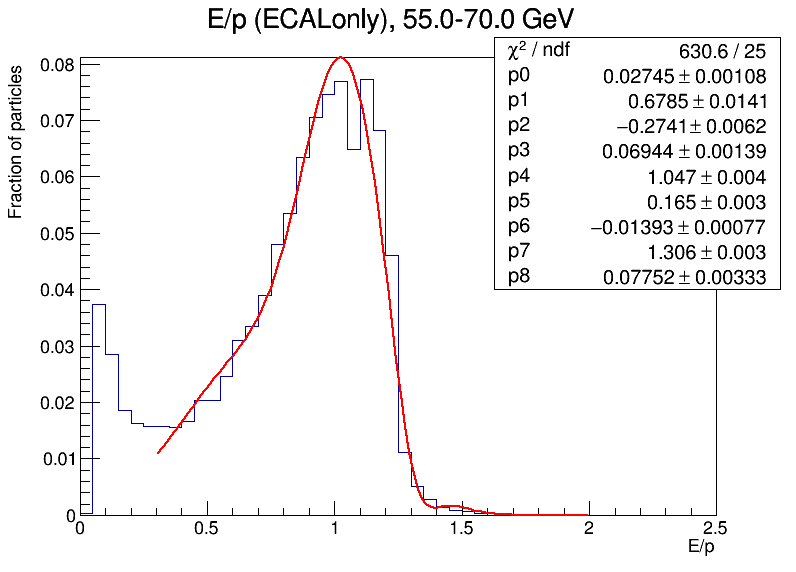 E/p (ECALonly), 55.0-70.0 GeV
χ² / ndf 630.6 / 25
p0 0.02745 ± 0.00108
p1 0.6785 ± 0.0141
p2 −0.2741 ± 0.0062
p3 0.06944 ± 0.00139
p4 1.047 ± 0.004
p5 0.165 ± 0.003
p6 −0.01393 ± 0.00077
p7 1.306 ± 0.003
p8 0.07752 ± 0.00333
Fraction of particles
0.08
0.07
0.06
0.05
0.04
0.03
0.02
0.01
0
0 0.5 1 1.5 2 2.5
E/p